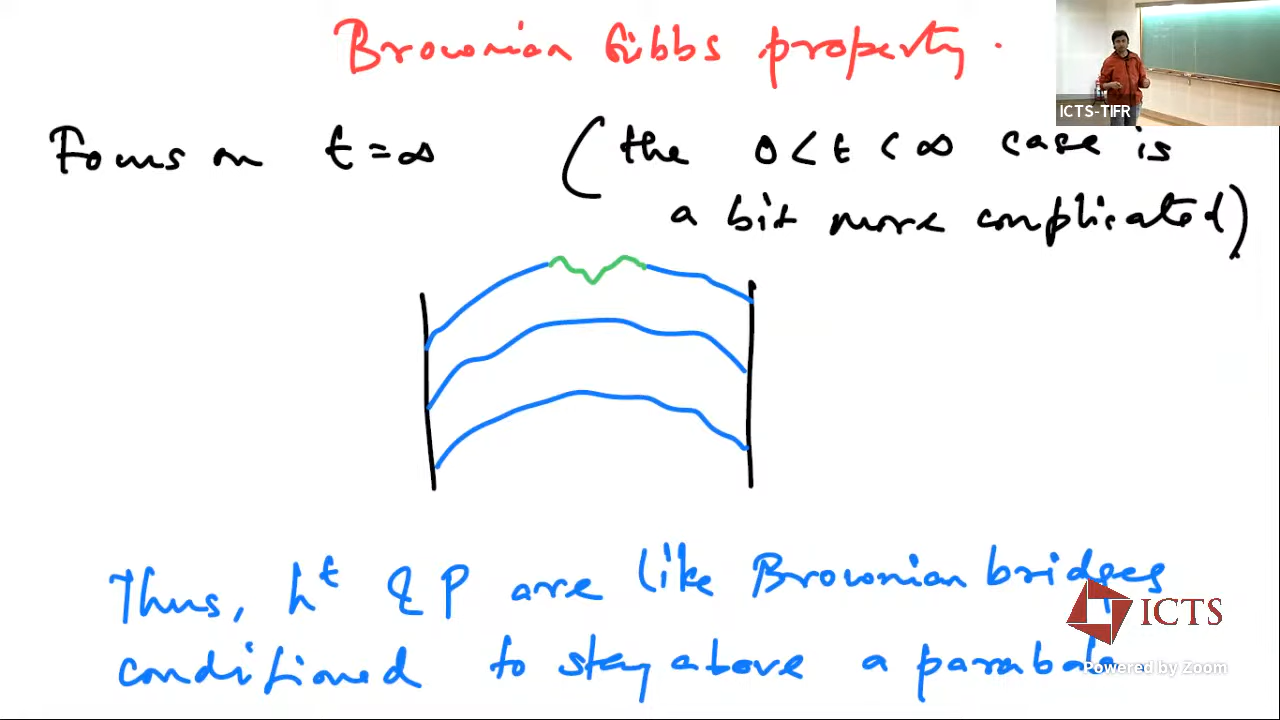 Brownian Gibbs property.
ICTS-TIFR
Focus on t = ∞ (the 0 < t < ∞ case is
a bit more complicated)
Thus, h^t & P are like Brownian bridges
ICTS
conditioned to stay above a parabola
Powered by Zoom